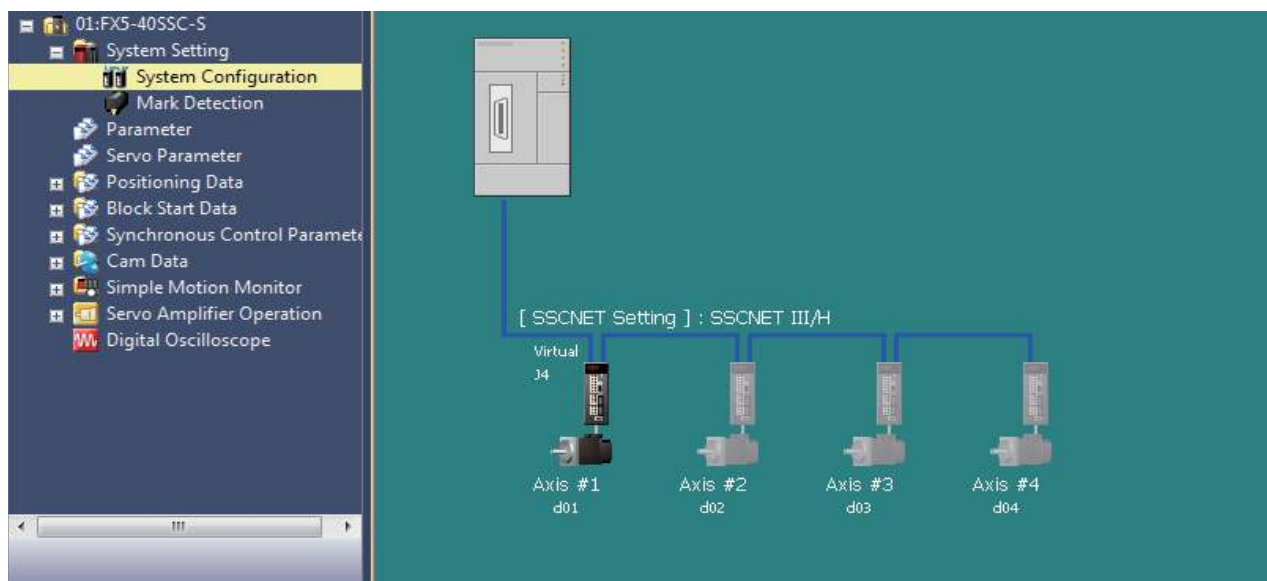 01:FX5-40SSC-S
System Setting
System Configuration
Mark Detection
Parameter
Servo Parameter
Positioning Data
Block Start Data
Synchronous Control Paramete
Cam Data
Simple Motion Monitor
Servo Amplifier Operation
Digital Oscilloscope
[ SSCNET Setting ] : SSCNET III/H
Virtual
J4
Axis #1
d01
Axis #2
d02
Axis #3
d03
Axis #4
d04